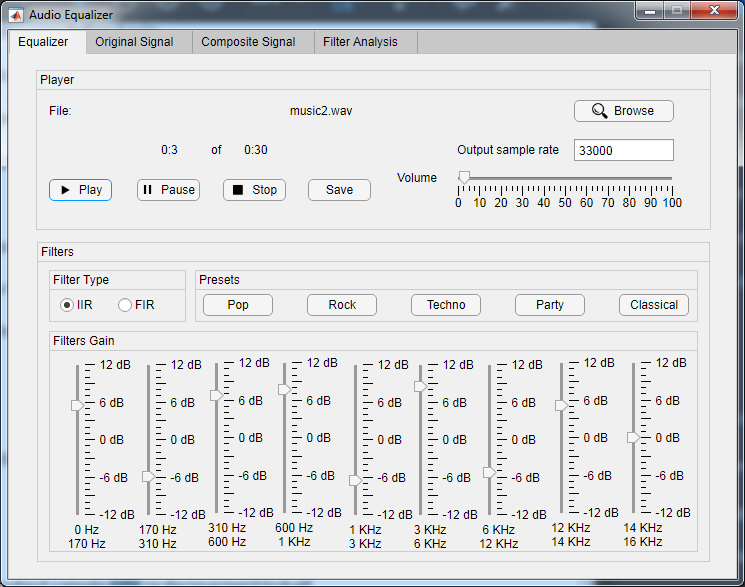 Audio Equalizer
Equalizer Original Signal Composite Signal Filter Analysis
Player
File: music2.wav Browse
0:3 of 0:30 Output sample rate 33000
Play Pause Stop Save Volume
0 10 20 30 40 50 60 70 80 90 100
Filters
Filter Type Presets
IIR FIR Pop Rock Techno Party Classical
Filters Gain
12 dB 12 dB 12 dB 12 dB 12 dB 12 dB 12 dB 12 dB 12 dB
6 dB 6 dB 6 dB 6 dB 6 dB 6 dB 6 dB 6 dB 6 dB
0 dB 0 dB 0 dB 0 dB 0 dB 0 dB 0 dB 0 dB 0 dB
-6 dB -6 dB -6 dB -6 dB -6 dB -6 dB -6 dB -6 dB -6 dB
-12 dB -12 dB -12 dB -12 dB -12 dB -12 dB -12 dB -12 dB -12 dB
0 Hz 170 Hz 310 Hz 600 Hz 1 KHz 3 KHz 6 KHz 12 KHz 14 KHz
170 Hz 310 Hz 600 Hz 1 KHz 3 KHz 6 KHz 12 KHz 14 KHz 16 KHz